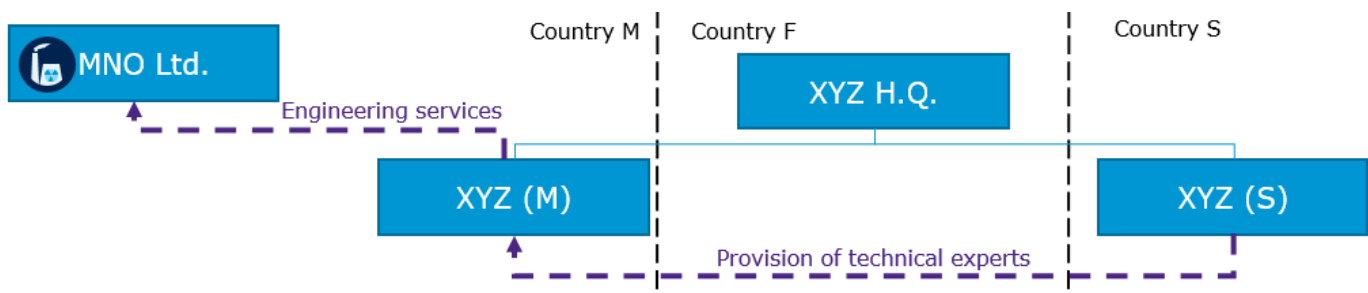 Country M
Country F
Country S
MNO Ltd.
XYZ H.Q.
Engineering services
XYZ (M)
XYZ (S)
Provision of technical experts